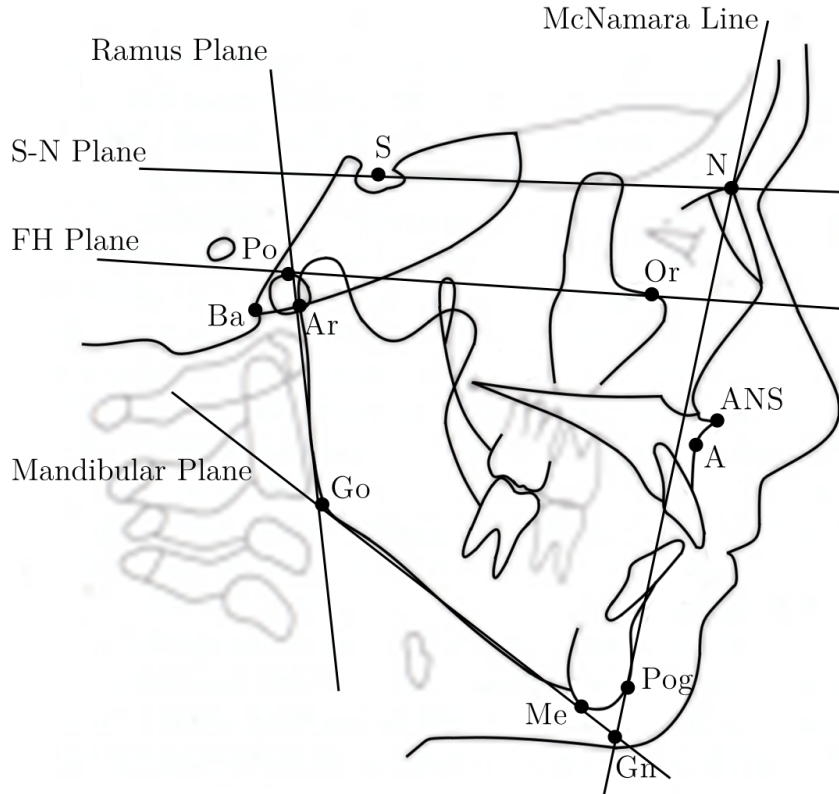 McNamara Line
Ramus Plane
S-N Plane
S
N
FH Plane
Po
Or
Ba
Ar
ANS
A
Mandibular Plane
Go
Pog
Me
Gn